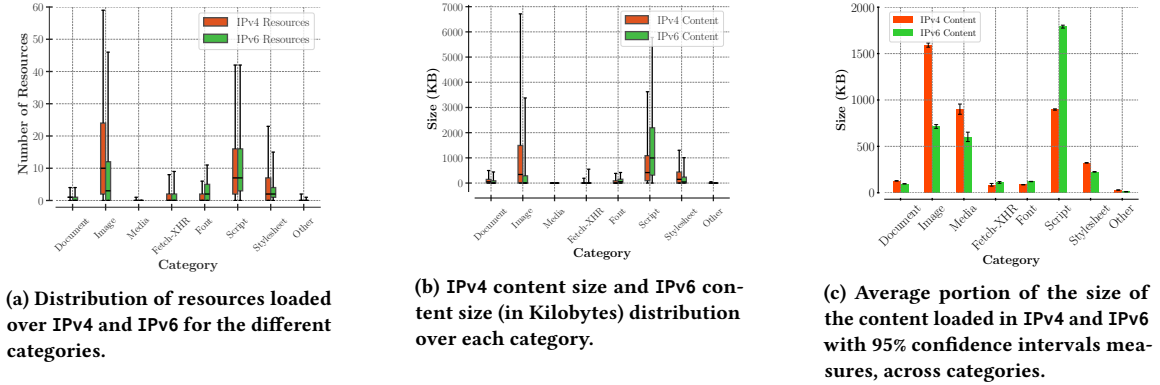 60
50
40
30
20
10
0
Number of Resources
IPv4 Resources
IPv6 Resources
Document
Image
Media
Fetch-XHR
Font
Script
Stylesheet
Other
Category
(a) Distribution of resources loaded
over IPv4 and IPv6 for the different
categories.
7000
6000
5000
4000
3000
2000
1000
0
Size (KB)
IPv4 Content
IPv6 Content
Document
Image
Media
Fetch-XHR
Font
Script
Stylesheet
Other
Category
(b) IPv4 content size and IPv6 con-
tent size (in Kilobytes) distribution
over each category.
2000
1500
1000
500
0
Size (KB)
IPv4 Content
IPv6 Content
Document
Image
Media
Fetch-XHR
Font
Script
Stylesheet
Other
Category
(c) Average portion of the size of
the content loaded in IPv4 and IPv6
with 95% confidence intervals mea-
sures, across categories.